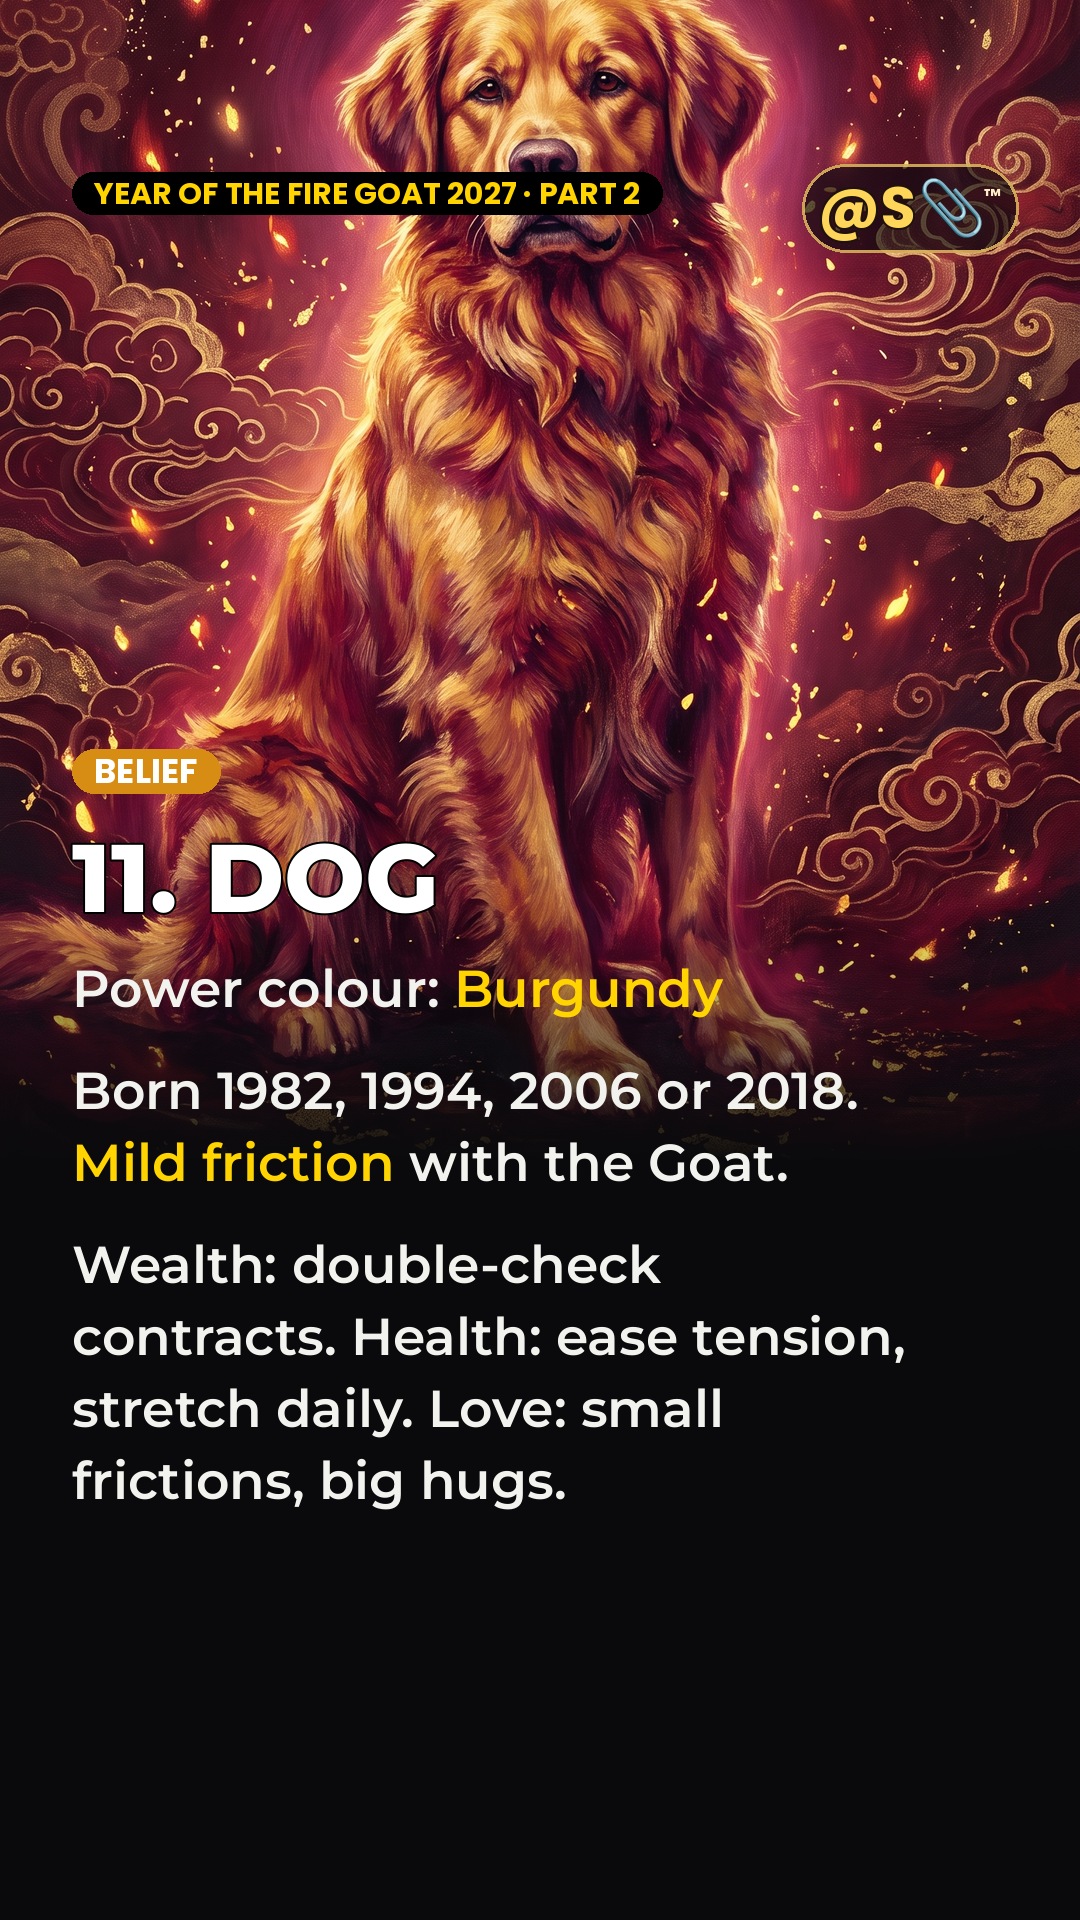 YEAR OF THE FIRE GOAT 2027 · PART 2
@S📎™
BELIEF
11. DOG
Power colour: Burgundy
Born 1982, 1994, 2006 or 2018.
Mild friction with the Goat.
Wealth: double-check
contracts. Health: ease tension,
stretch daily. Love: small
frictions, big hugs.